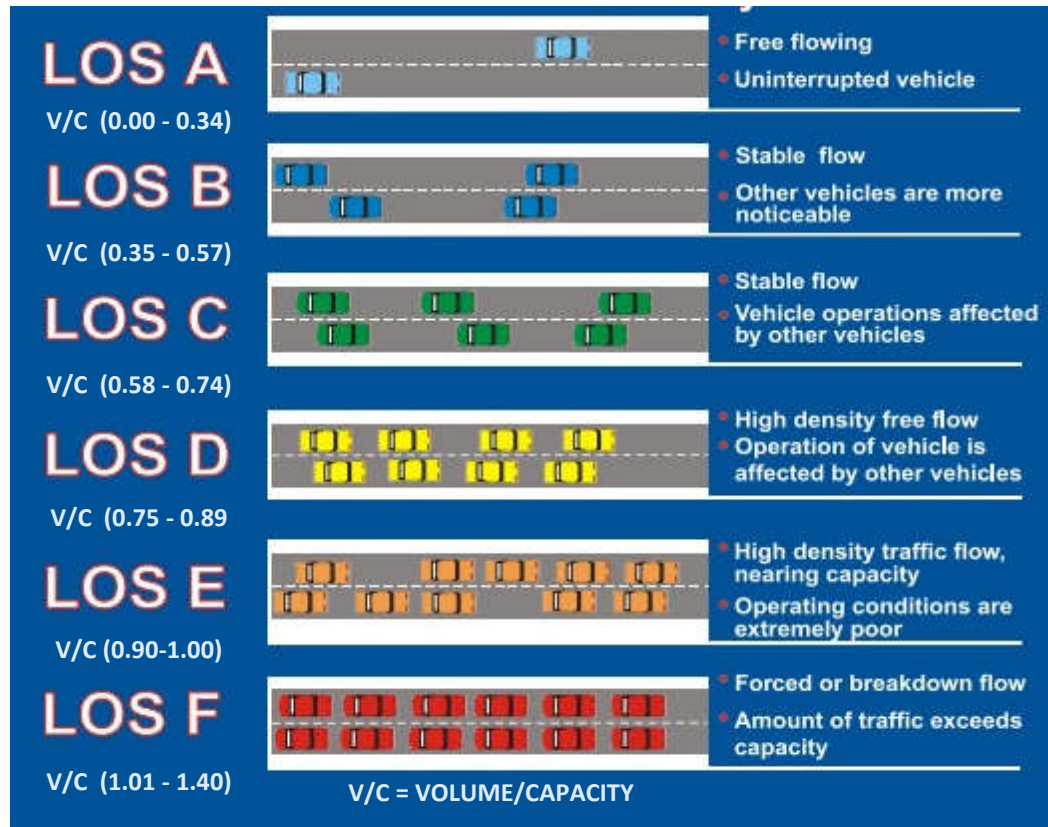 LOS A
V/C (0.00 - 0.34)
Free flowing
Uninterrupted vehicle
LOS B
V/C (0.35 - 0.57)
Stable flow
Other vehicles are more
noticeable
LOS C
V/C (0.58 - 0.74)
Stable flow
Vehicle operations affected
by other vehicles
LOS D
V/C (0.75 - 0.89
High density free flow
Operation of vehicle is
affected by other vehicles
LOS E
V/C (0.90-1.00)
High density traffic flow,
nearing capacity
Operating conditions are
extremely poor
LOS F
V/C (1.01 - 1.40)
Forced or breakdown flow
Amount of traffic exceeds
capacity
V/C = VOLUME/CAPACITY